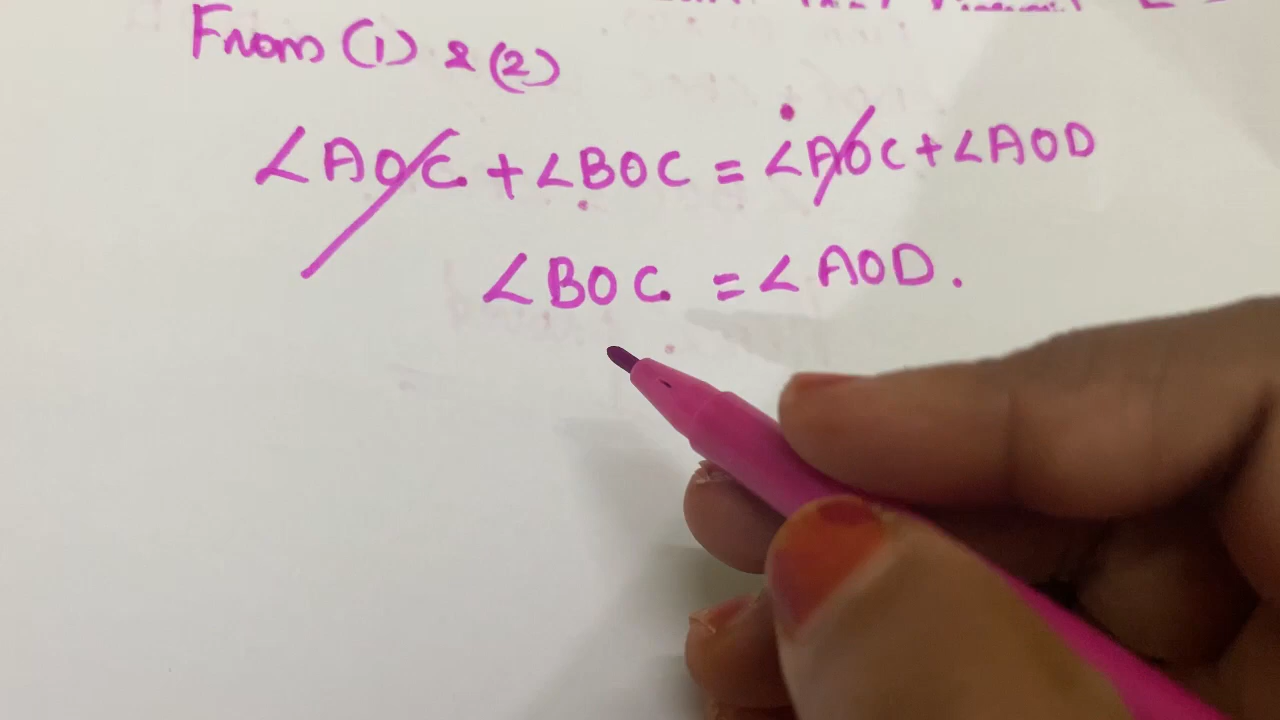 From (1) & (2)
∠AOC + ∠BOC = ∠AOC + ∠AOD
∠BOC = ∠AOD.